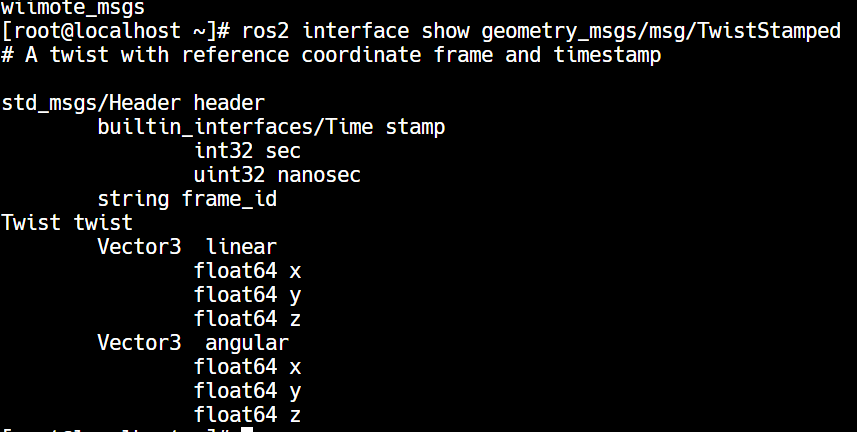 wilmote_msgs
[root@localhost ~]# ros2 interface show geometry_msgs/msg/TwistStamped
# A twist with reference coordinate frame and timestamp
std_msgs/Header header
builtin_interfaces/Time stamp
int32 sec
uint32 nanosec
string frame_id
Twist twist
Vector3  linear
float64 x
float64 y
float64 z
Vector3  angular
float64 x
float64 y
float64 z